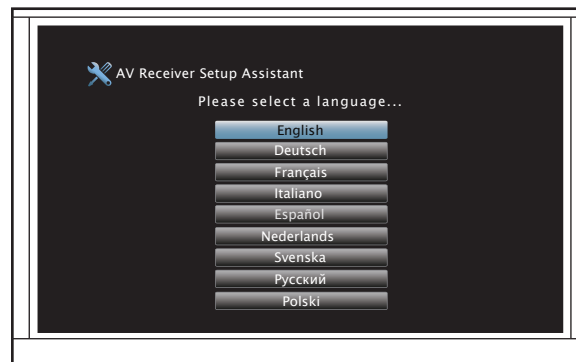 AV Receiver Setup Assistant
Please select a language...
English
Deutsch
Français
Italiano
Español
Nederlands
Svenska
Русский
Polski